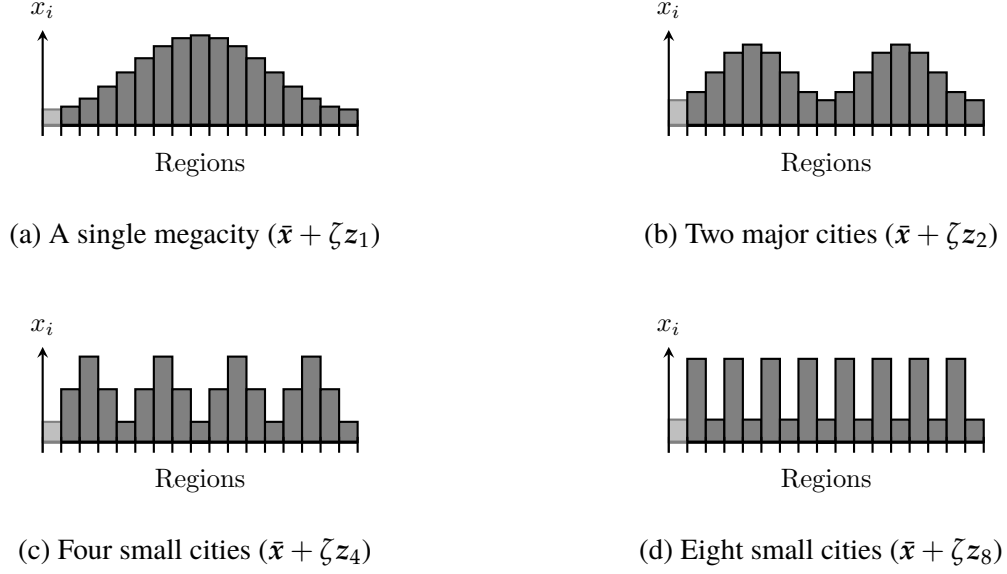 x_i
Regions
(a) A single megacity (x̄ + ζz₁)
x_i
Regions
(b) Two major cities (x̄ + ζz₂)
x_i
Regions
(c) Four small cities (x̄ + ζz₄)
x_i
Regions
(d) Eight small cities (x̄ + ζz₈)